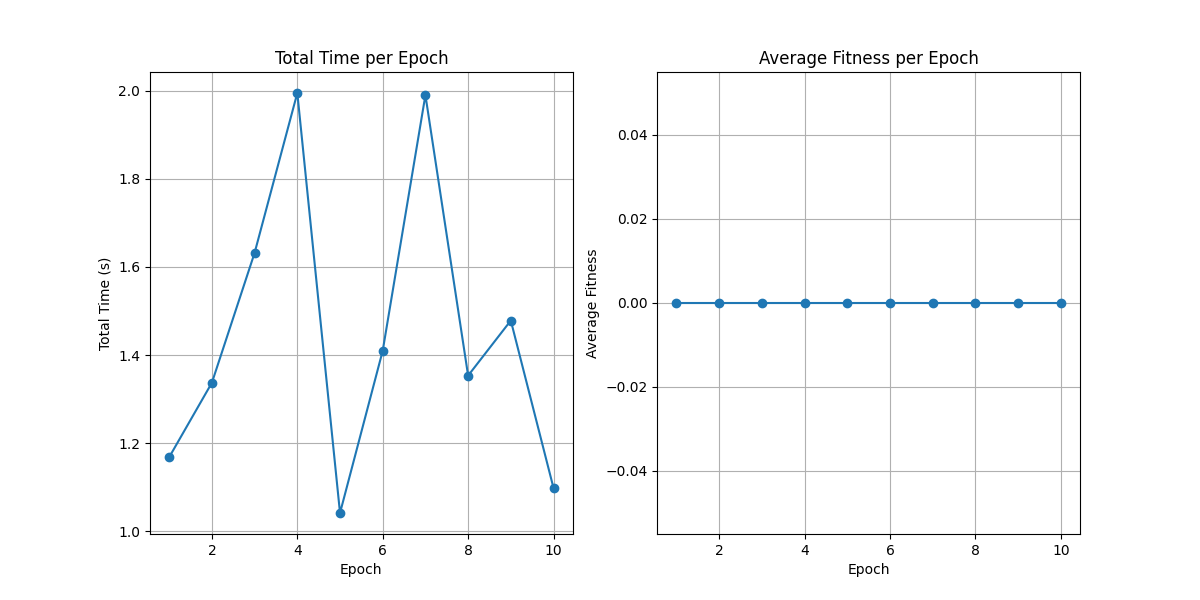 Total Time per Epoch
Total Time (s)
2.0
1.8
1.6
1.4
1.2
1.0
2 4 6 8 10
Epoch
Average Fitness per Epoch
Average Fitness
0.04
0.02
0.00
−0.02
−0.04
2 4 6 8 10
Epoch